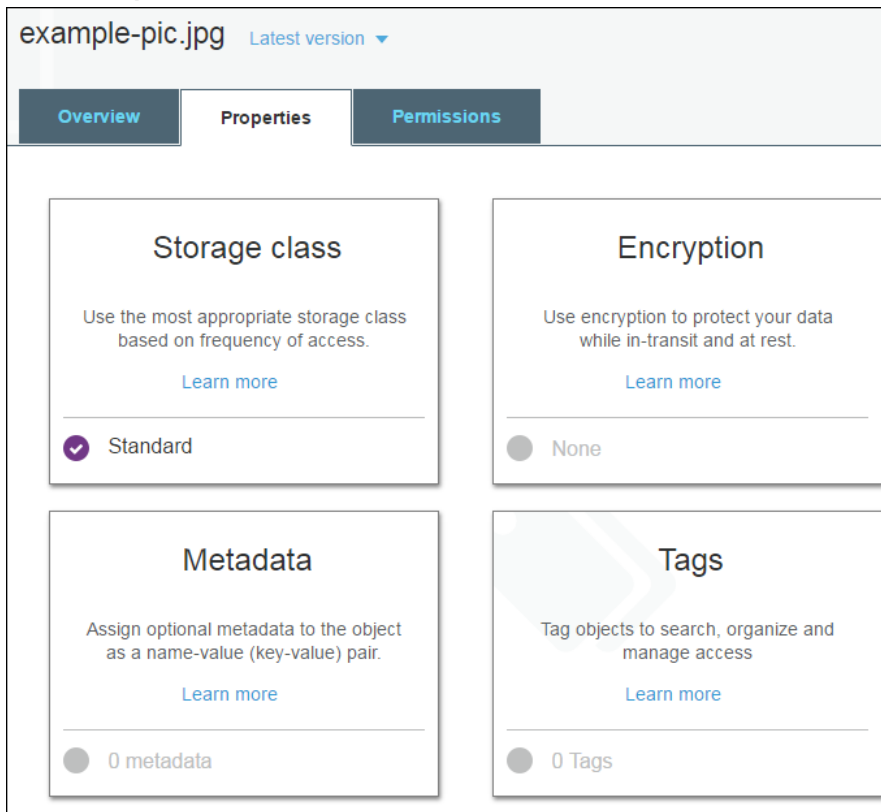 example-pic.jpg Latest version
Overview Properties Permissions
Storage class
Use the most appropriate storage class
based on frequency of access.
Learn more
Standard
Encryption
Use encryption to protect your data
while in-transit and at rest.
Learn more
None
Metadata
Assign optional metadata to the object
as a name-value (key-value) pair.
Learn more
0 metadata
Tags
Tag objects to search, organize and
manage access
Learn more
0 Tags